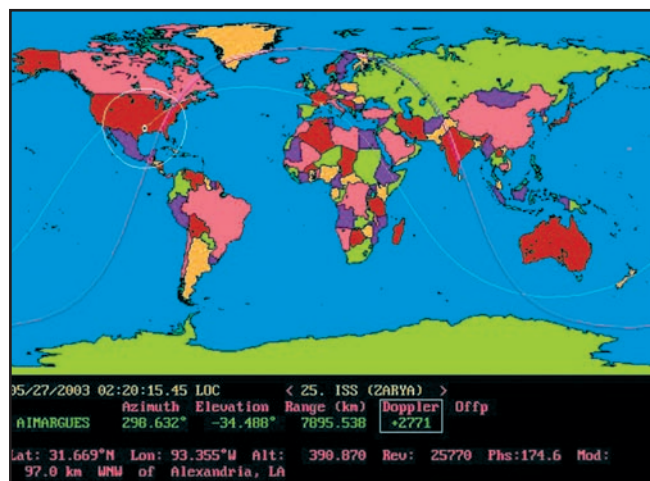 05/27/2003 02:20:15.45 LOC < 25. ISS (ZARYA) >
Azimuth Elevation Range (km) Doppler Offp
AIMARGUES 298.632° -34.488° 7895.538 +2771
Lat: 31.669°N Lon: 93.355°W Alt: 390.870 Rev: 25770 Phs:174.6 Mod:
97.0 km WNW of Alexandria, LA